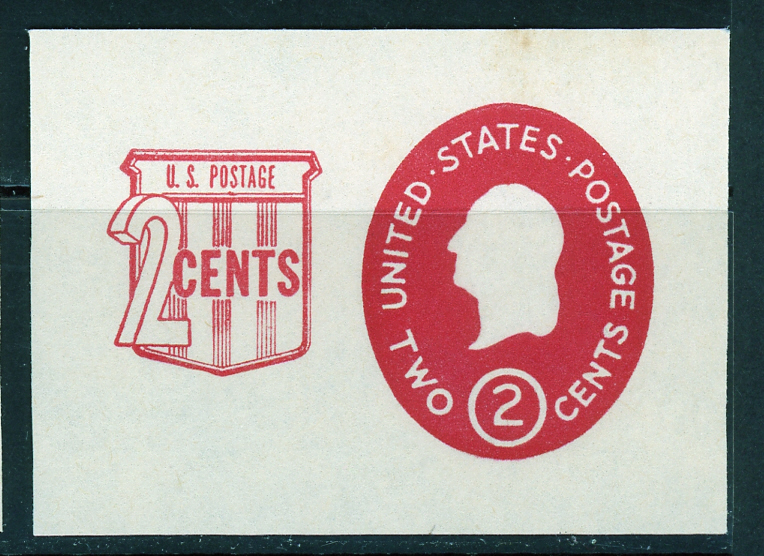 U. S. POSTAGE
2 CENTS
UNITED · STATES · POSTAGE
TWO 2 CENTS